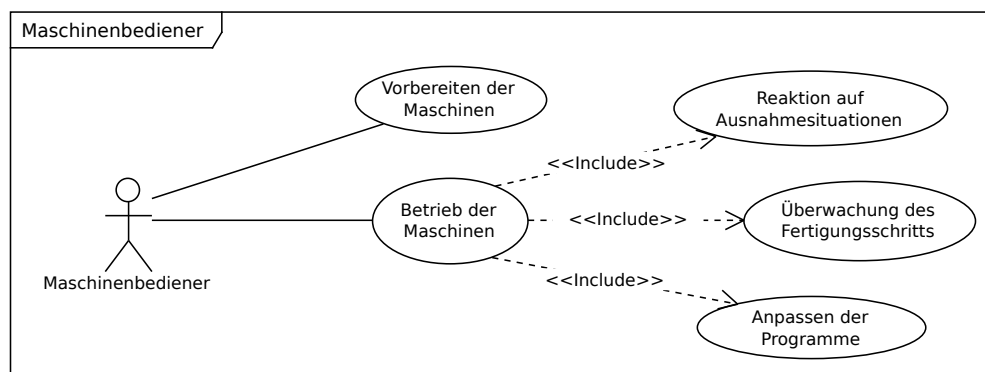 Maschinenbediener
Vorbereiten der
Maschinen
Reaktion auf
Ausnahmesituationen
<<Include>>
Betrieb der
Maschinen
<<Include>>
Überwachung des
Fertigungsschritts
Maschinenbediener
<<Include>>
Anpassen der
Programme